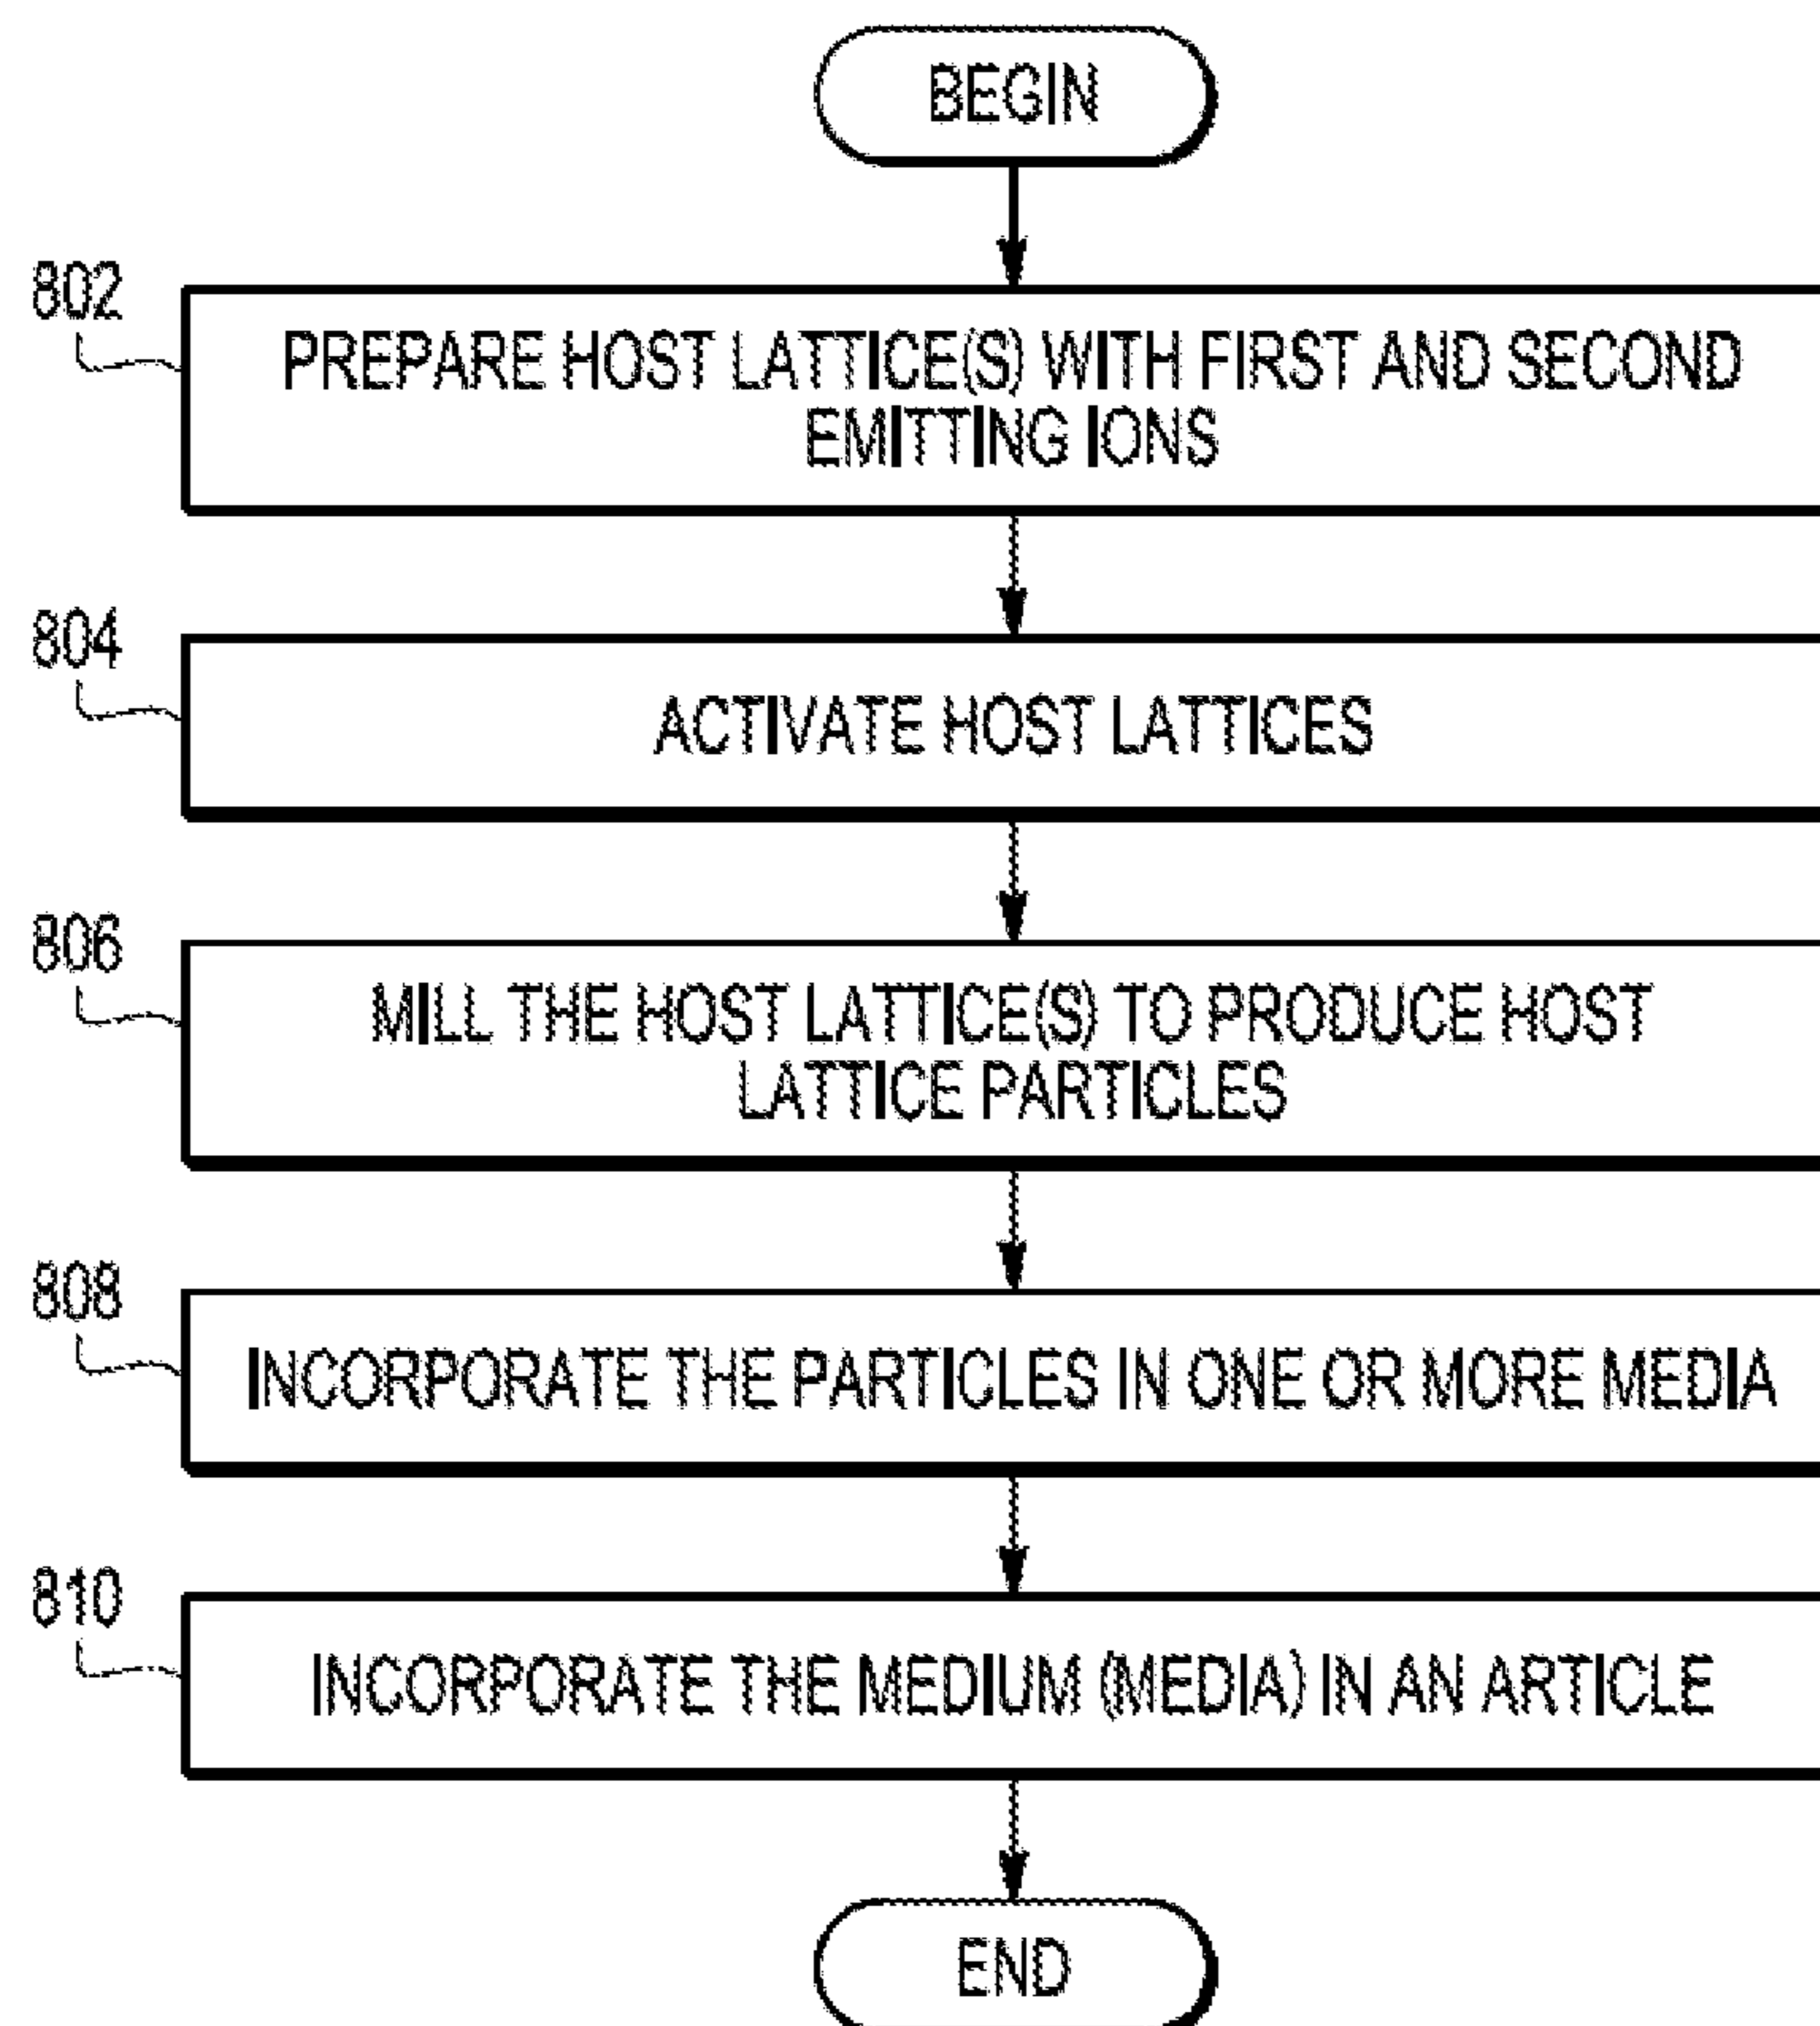 BEGIN
802
PREPARE HOST LATTICE(S) WITH FIRST AND SECOND
EMITTING IONS
804
ACTIVATE HOST LATTICES
806
MILL THE HOST LATTICE(S) TO PRODUCE HOST
LATTICE PARTICLES
808
INCORPORATE THE PARTICLES IN ONE OR MORE MEDIA
810
INCORPORATE THE MEDIUM (MEDIA) IN AN ARTICLE
END